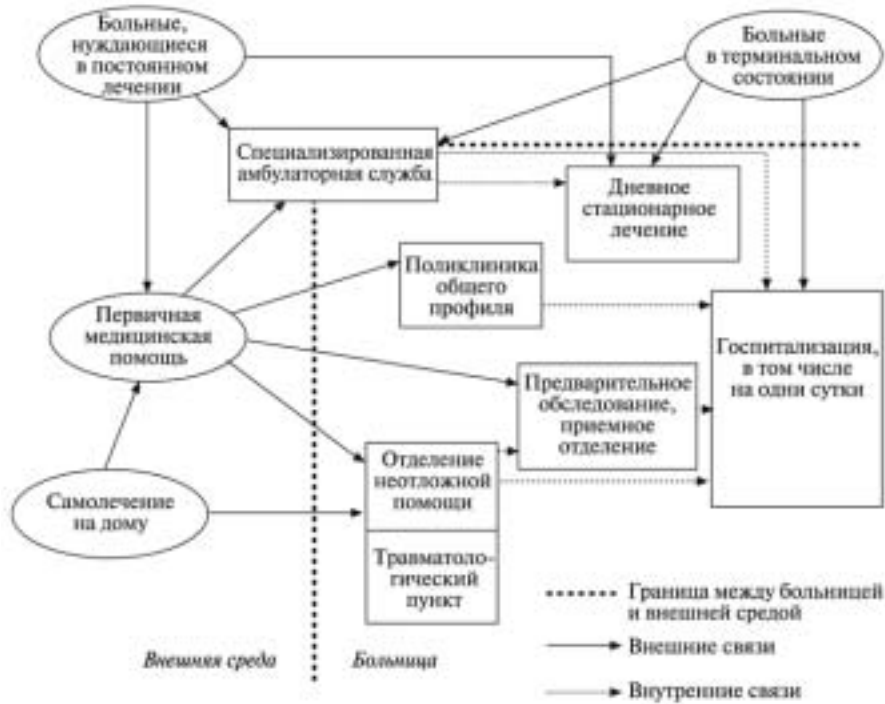 Больные,
нуждающиеся
в постоянном
лечении
Больные
в терминальном
состоянии
Специализированная
амбулаторная служба
Дневное
стационарное
лечение
Поликлиника
общего
профиля
Первичная
медицинская
помощь
Госпитализация,
в том числе
на одни сутки
Предварительное
обследование,
приемное
отделение
Отделение
неотложной
помощи
Самолечение
на дому
Травматоло-
гический
пункт
Граница между больницей
и внешней средой
Внешняя среда
Больница
Внешние связи
Внутренние связи